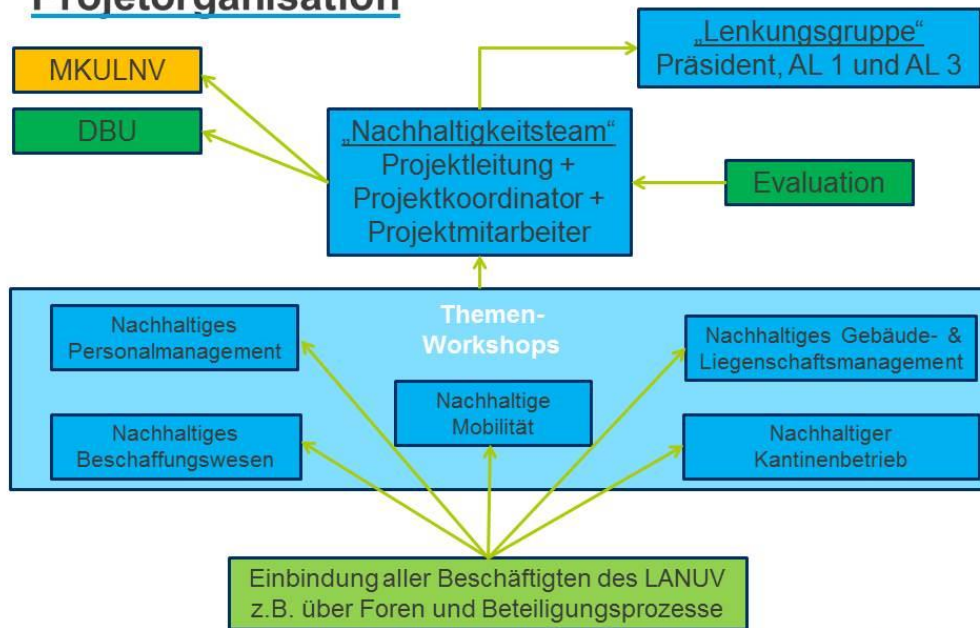 Projetorganisation
„Lenkungsgruppe“
Präsident, AL 1 und AL 3
MKULNV
DBU
„Nachhaltigkeitsteam“
Projektleitung +
Projektkoordinator +
Projektmitarbeiter
Evaluation
Themen-
Workshops
Nachhaltiges
Personalmanagement
Nachhaltiges Gebäude- &
Liegenschaftsmanagement
Nachhaltige
Mobilität
Nachhaltiges
Beschaffungswesen
Nachhaltiger
Kantinenbetrieb
Einbindung aller Beschäftigten des LANUV
z.B. über Foren und Beteiligungsprozesse